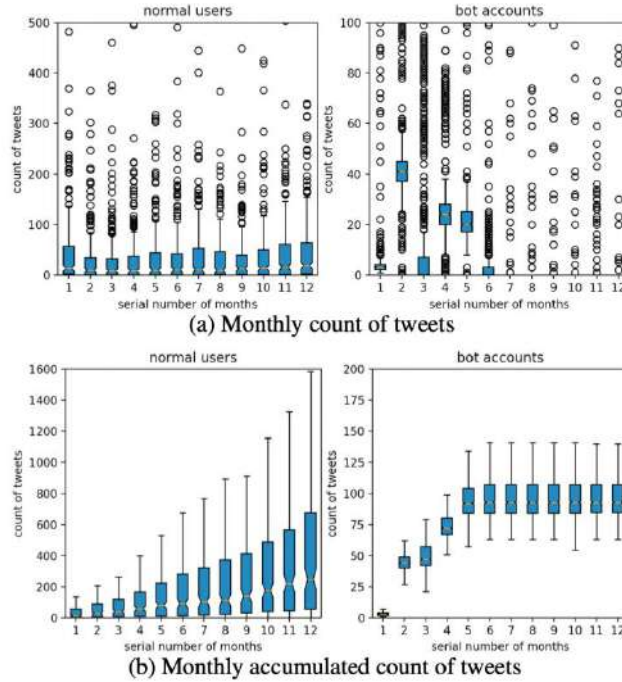 normal users
bot accounts
500
400
300
200
100
0
count of tweets
1 2 3 4 5 6 7 8 9 10 11 12
serial number of months
100
80
60
40
20
0
count of tweets
1 2 3 4 5 6 7 8 9 10 11 12
serial number of months
(a) Monthly count of tweets
normal users
bot accounts
1600
1400
1200
1000
800
600
400
200
0
count of tweets
1 2 3 4 5 6 7 8 9 10 11 12
serial number of months
200
175
150
125
100
75
50
25
0
count of tweets
1 2 3 4 5 6 7 8 9 10 11 12
serial number of months
(b) Monthly accumulated count of tweets